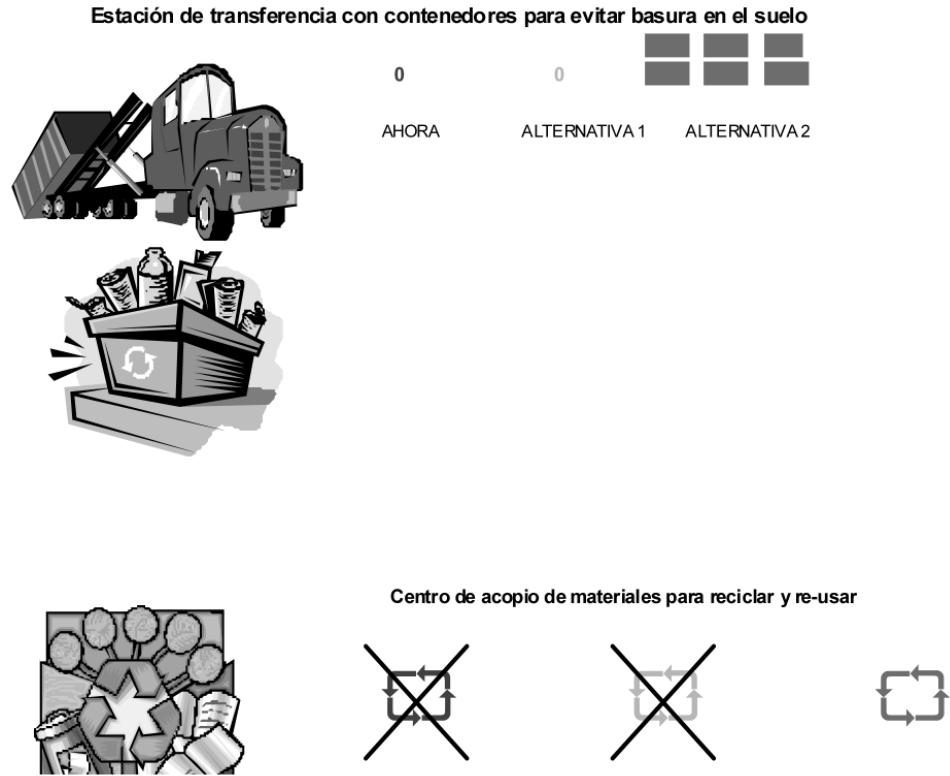 Estación de transferencia con contenedores para evitar basura en el suelo
0 0
AHORA ALTERNATIVA 1 ALTERNATIVA 2
Centro de acopio de materiales para reciclar y re-usar